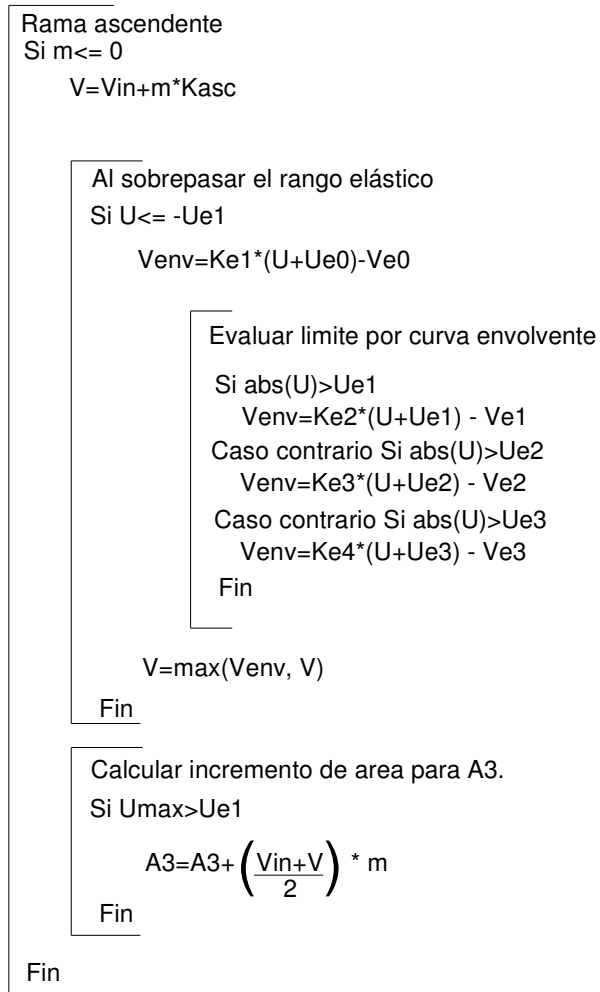 Rama ascendente
Si m<= 0
V=Vin+m*Kasc
Al sobrepasar el rango elástico
Si U<= -Ue1
Venv=Ke1*(U+Ue0)-Ve0
Evaluar limite por curva envolvente
Si abs(U)>Ue1
Venv=Ke2*(U+Ue1) - Ve1
Caso contrario Si abs(U)>Ue2
Venv=Ke3*(U+Ue2) - Ve2
Caso contrario Si abs(U)>Ue3
Venv=Ke4*(U+Ue3) - Ve3
Fin
V=max(Venv, V)
Fin
Calcular incremento de area para A3.
Si Umax>Ue1
A3=A3+(Vin+V/2) * m
Fin
Fin